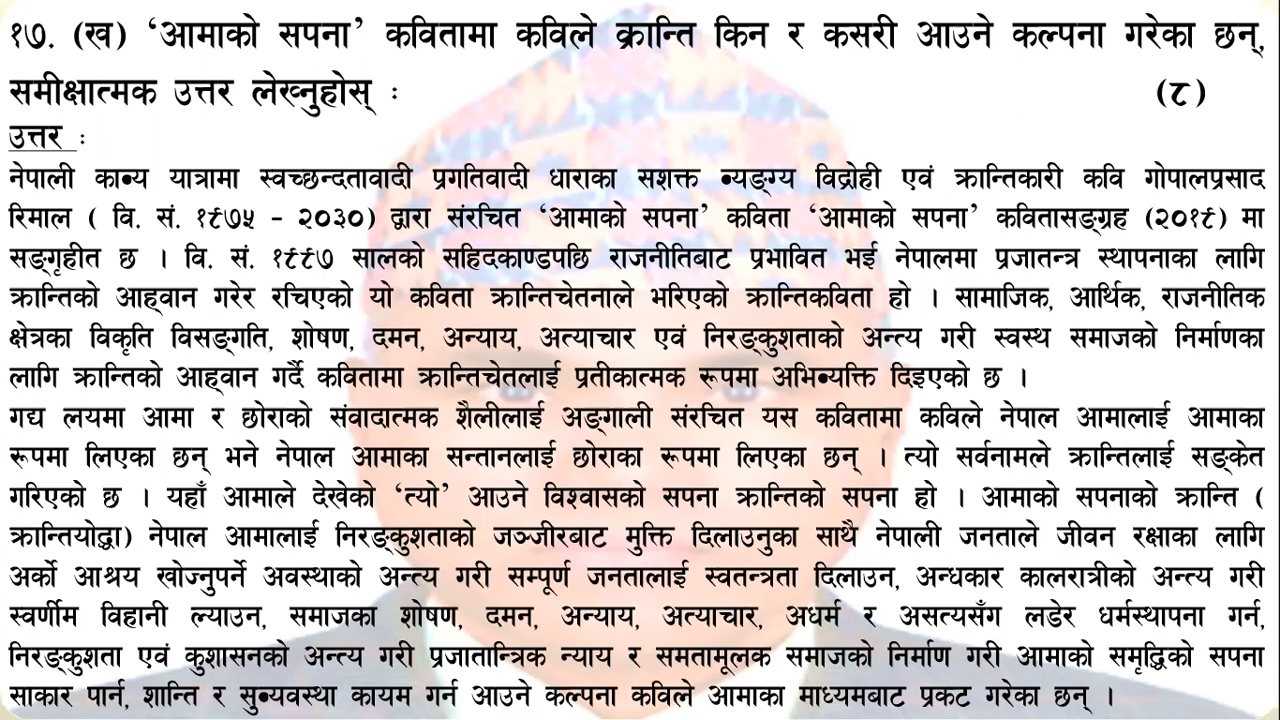 १७. (ख) ‘आमाको सपना’ कवितामा कविले क्रान्ति किन र कसरी आउने कल्पना गरेका छन्,
समीक्षात्मक उत्तर लेख्नुहोस् : (८)
उत्तर :
नेपाली काव्य यात्रामा स्वच्छन्दतावादी प्रगतिवादी धाराका सशक्त व्यङ्ग्य विद्रोही एवं क्रान्तिकारी कवि गोपालप्रसाद
रिमाल ( वि. सं. १९७५ - २०३०) द्वारा संरचित ‘आमाको सपना’ कविता ‘आमाको सपना’ कवितासङ्ग्रह (२०१९) मा
सङ्गृहीत छ । वि. सं. १९९७ सालको सहिदकाण्डपछि राजनीतिबाट प्रभावित भई नेपालमा प्रजातन्त्र स्थापनाका लागि
क्रान्तिको आह्वान गरेर रचिएको यो कविता क्रान्तिचेतनाले भरिएको क्रान्तिकविता हो । सामाजिक, आर्थिक, राजनीतिक
क्षेत्रका विकृति विसङ्गति, शोषण, दमन, अन्याय, अत्याचार एवं निरङ्कुशताको अन्त्य गरी स्वस्थ समाजको निर्माणका
लागि क्रान्तिको आह्वान गर्दै कवितामा क्रान्तिचेतलाई प्रतीकात्मक रूपमा अभिव्यक्ति दिइएको छ ।
गद्य लयमा आमा र छोराको संवादात्मक शैलीलाई अङ्गाली संरचित यस कवितामा कविले नेपाल आमालाई आमाका
रूपमा लिएका छन् भने नेपाल आमाका सन्तानलाई छोराका रूपमा लिएका छन् । त्यो सर्वनामले क्रान्तिलाई सङ्केत
गरिएको छ । यहाँ आमाले देखेको ‘त्यो’ आउने विश्वासको सपना क्रान्तिको सपना हो । आमाको सपनाको क्रान्ति (
क्रान्तियोद्धा) नेपाल आमालाई निरङ्कुशताको जञ्जीरबाट मुक्ति दिलाउनुका साथै नेपाली जनताले जीवन रक्षाका लागि
अर्को आश्रय खोज्नुपर्ने अवस्थाको अन्त्य गरी सम्पूर्ण जनतालाई स्वतन्त्रता दिलाउन, अन्धकार कालरात्रीको अन्त्य गरी
स्वर्णीम विहानी ल्याउन, समाजका शोषण, दमन, अन्याय, अत्याचार, अधर्म र असत्यसँग लडेर धर्मस्थापना गर्न,
निरङ्कुशता एवं कुशासनको अन्त्य गरी प्रजातान्त्रिक न्याय र समतामूलक समाजको निर्माण गरी आमाको समृद्धिको सपना
साकार पार्न, शान्ति र सुव्यवस्था कायम गर्न आउने कल्पना कविले आमाका माध्यमबाट प्रकट गरेका छन् ।